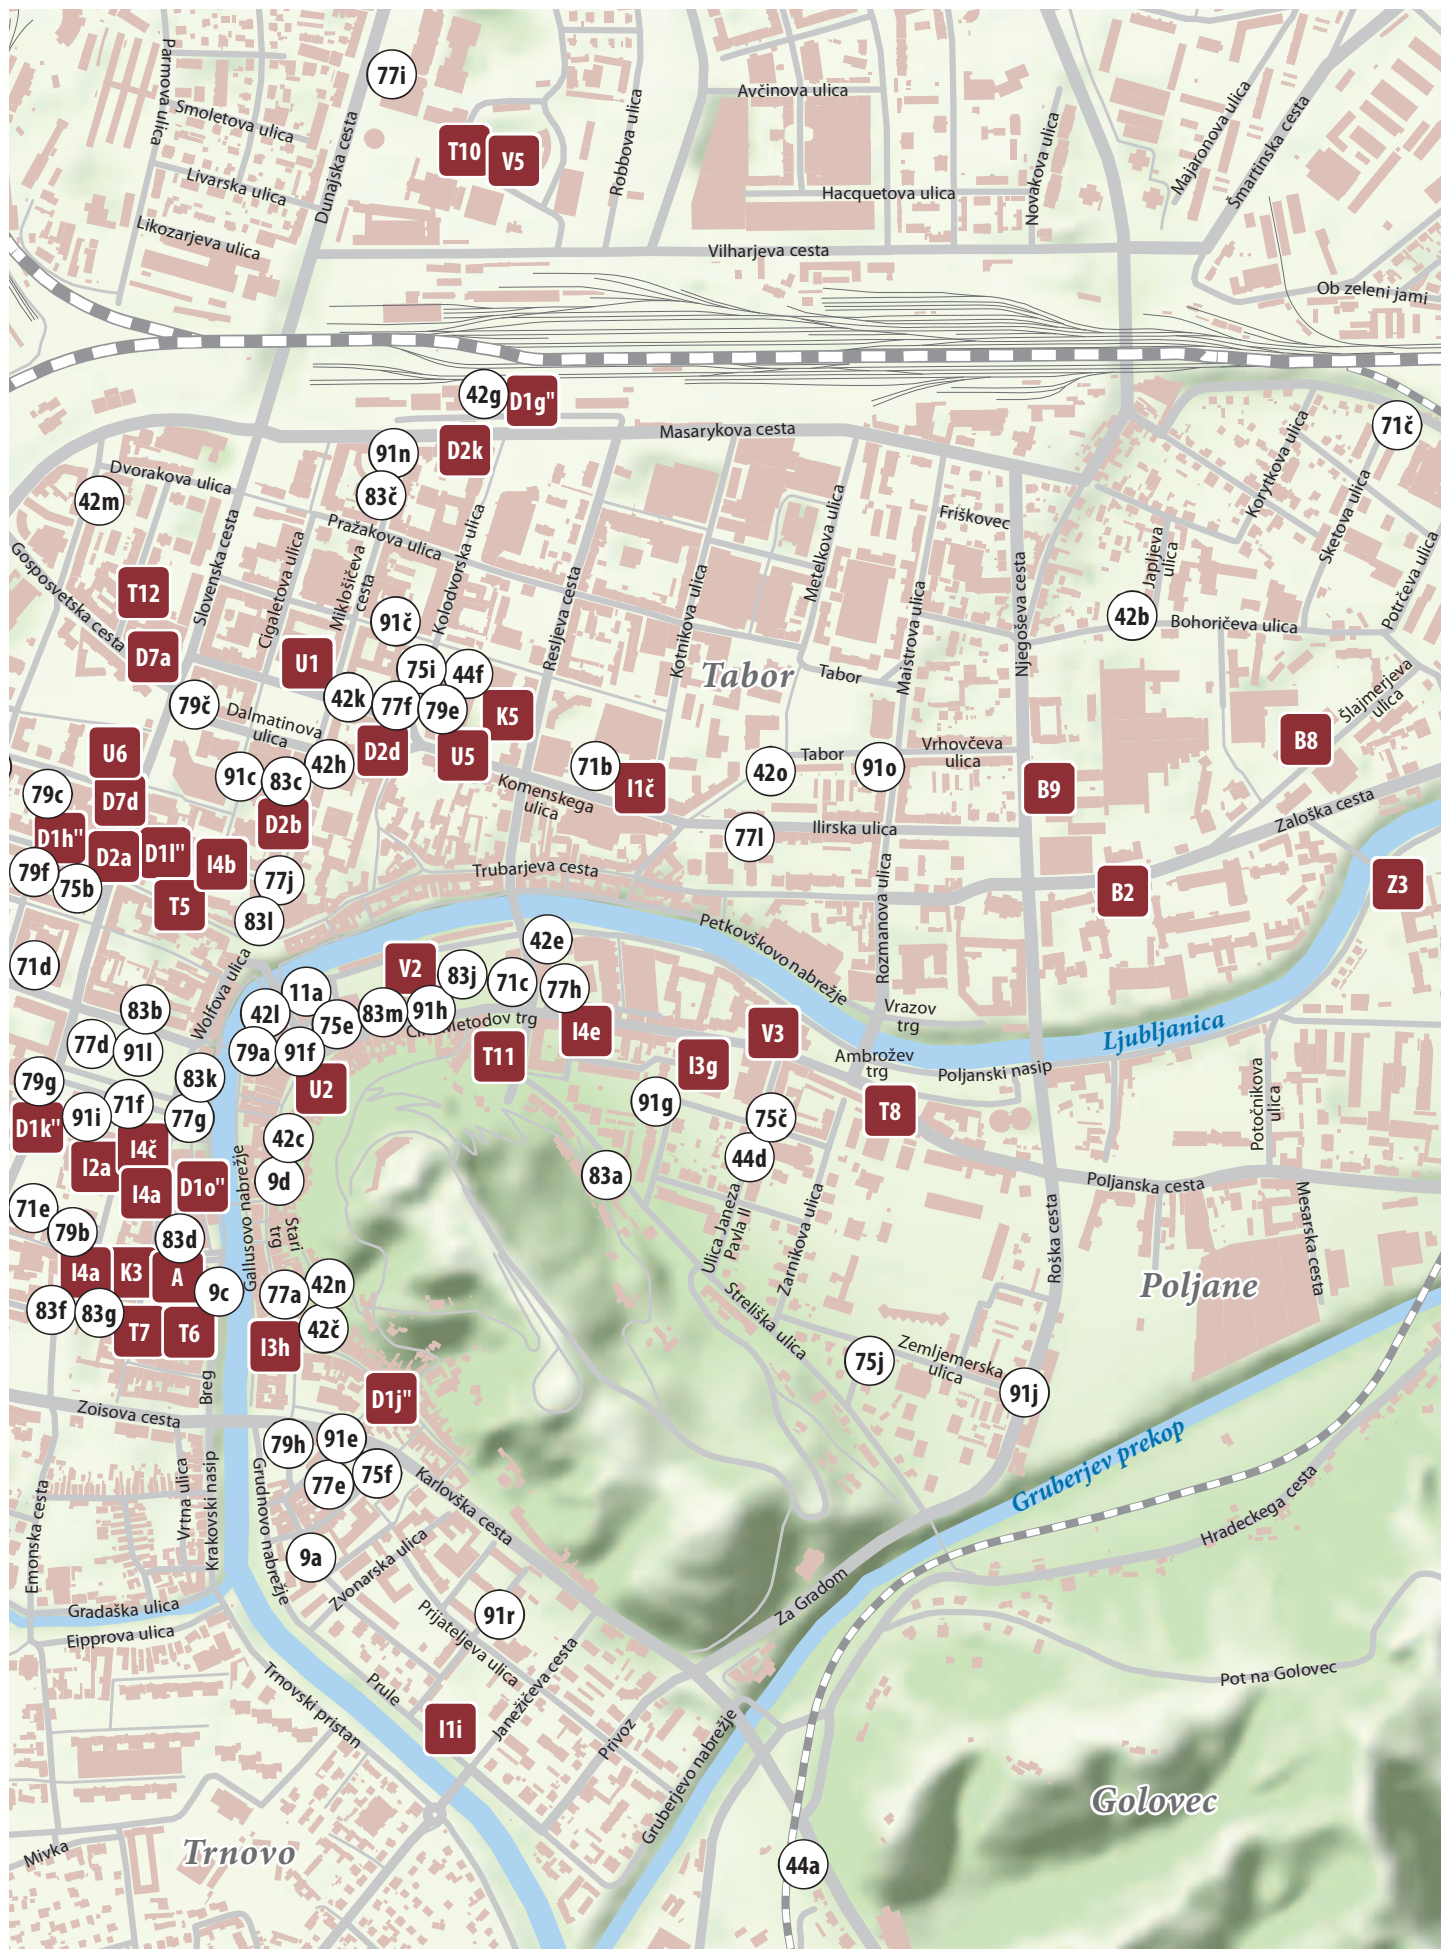 77i
Parmova ulica
Smoletova ulica
Avčinova ulica
Majaronova ulica
Šmartinska cesta
Dunajska cesta
T10
V5
Robbova ulica
Novakova ulica
Livarska ulica
Hacquetova ulica
Likozarjeva ulica
Vilharjeva cesta
Ob zeleni jami
42g
D1g"
71č
Masarykova cesta
91n
D2k
Korytkova ulica
Dvorakova ulica
42m
83č
Pražakova ulica
Friškovec
Sketova ulica
Gosposvetska cesta
Slovenska cesta
Cigaletova ulica
Miklošičeva
cesta
Kolodvorska ulica
Resljeva cesta
Kotnikova ulica
Metelkova ulica
Maistrova ulica
Njegoševa cesta
Japljeva
ulica
Potrčeva ulica
T12
91č
42b
Bohoričeva ulica
D7a
U1
75i
44f
Tabor
Tabor
42k
77f
79e
K5
Šlajmerjeva
ulica
79č
Dalmatinova
ulica
U6
D2d
U5
B8
91c
83c
42h
71b
I1č
42o
Tabor
91o
Vrhovčeva
ulica
79c
D7d
Komenskega
ulica
B9
D1h"
D2a
D1l"
I4b
D2b
77l
Ilirska ulica
Zaloška cesta
79f
75b
77j
Trubarjeva cesta
B2
Z3
T5
83l
Rozmanova ulica
Petkovškovo nabrežje
71d
Wolfova ulica
V2
83j
71c
42e
77h
11a
42l
75e
83m
91h
Cirilmetodov trg
I4e
V3
Vrazov
trg
Ljubljanica
83b
77d
91l
79a
91f
T11
I3g
Ambrožev
trg
Poljanski nasip
79g
83k
U2
91g
75č
T8
Potočnikova
ulica
D1k"
91i
71f
77g
I4č
42c
44d
I2a
I4a
D1o"
9d
83a
Poljanska cesta
71e
79b
83d
Gallusovo nabrežje
Stari
trg
Ulica Janeza
Pavla II
Zarnikova ulica
Roška cesta
Mesarska cesta
I4a
K3
A
9c
77a
42n
Poljane
83f
83g
T7
T6
I3h
42č
Streliška ulica
75j
Zemljemerska
ulica
91j
Breg
D1j"
Zoisova cesta
79h
91e
77e
75f
Karlovška cesta
Gruberjev prekop
Emonska cesta
Vrtna ulica
Krakovski nasip
Grudnovo nabrežje
9a
Zvonarska ulica
Hradeckega cesta
Za Gradom
Gradaška ulica
Eipprova ulica
91r
Prijateljeva ulica
Janežičeva cesta
Trnovski pristan
Prule
I1i
Privoz
Gruberjevo nabrežje
Pot na Golovec
Golovec
Mivka
Trnovo
44a